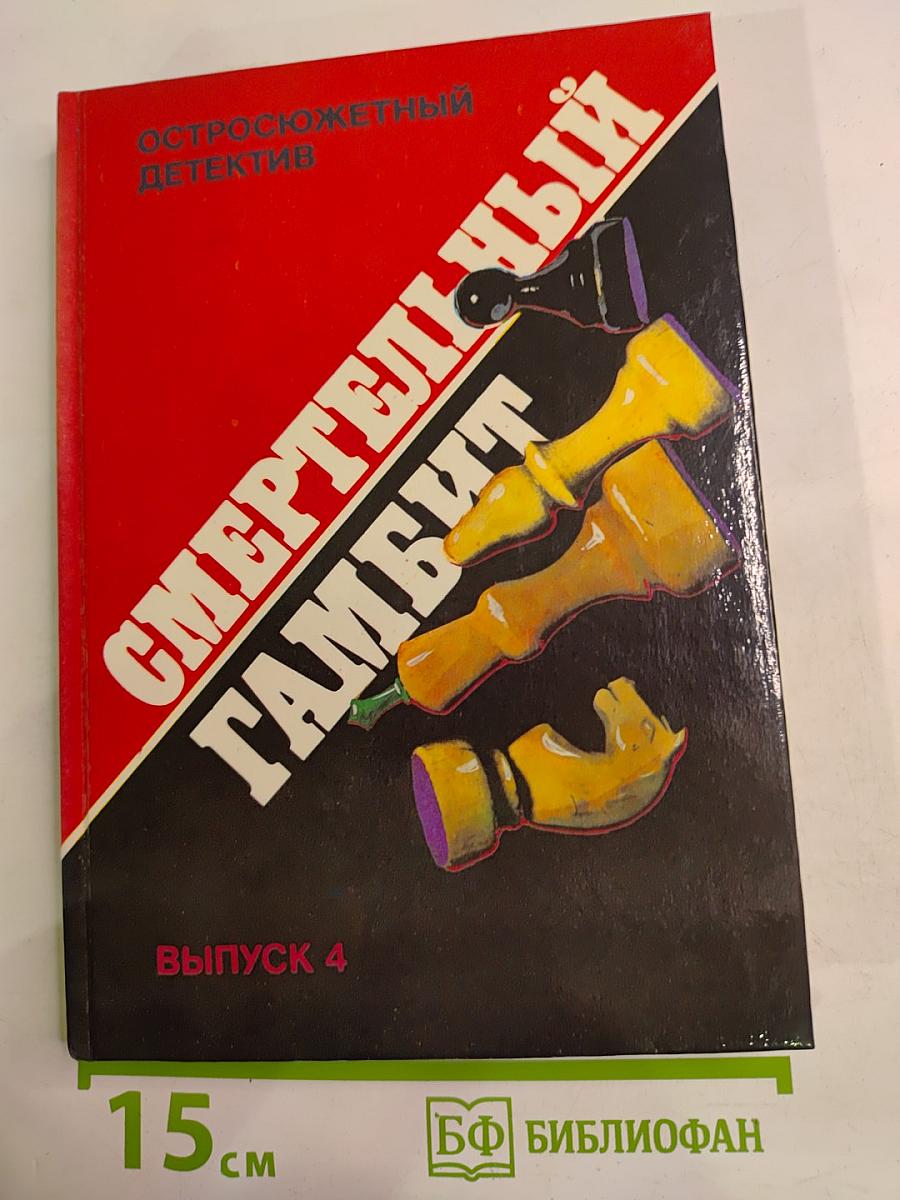 ОСТРОСЮЖЕТНЫЙ
ДЕТЕКТИВ
СМЕРТЕЛЬНЫЙ
ГАМБИТ
ВЫПУСК 4
15 см
БФ БИБЛИОФАН